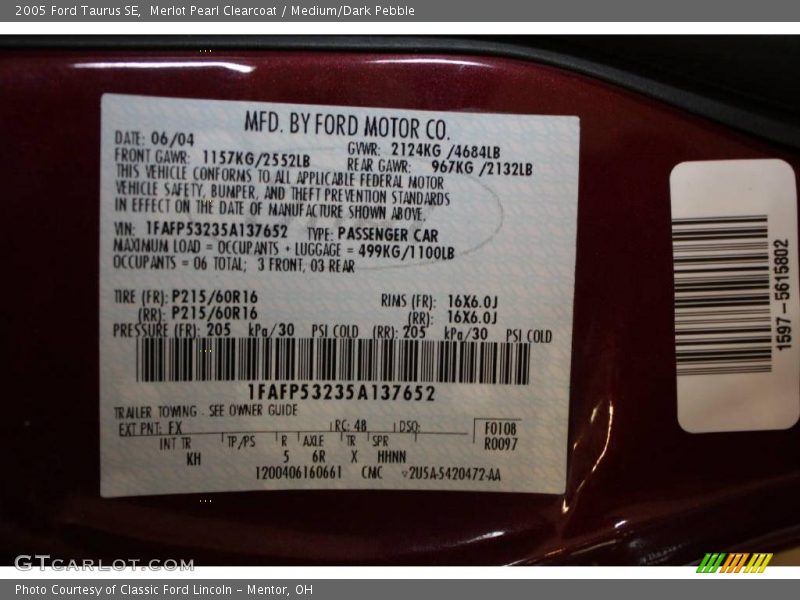 2005 Ford Taurus SE,  Merlot Pearl Clearcoat / Medium/Dark Pebble
MFD. BY FORD MOTOR CO.
DATE: 06/04 GVWR: 2124KG /4684LB
FRONT GAWR: 1157KG/2552LB REAR GAWR: 967KG /2132LB
THIS VEHICLE CONFORMS TO ALL APPLICABLE FEDERAL MOTOR
VEHICLE SAFETY, BUMPER, AND THEFT PREVENTION STANDARDS
IN EFFECT ON THE DATE OF MANUFACTURE SHOWN ABOVE.
VIN: 1FAFP53235A137652 TYPE: PASSENGER CAR
MAXIMUM LOAD = OCCUPANTS + LUGGAGE = 499KG/1100LB
OCCUPANTS = 06 TOTAL; 3 FRONT, 03 REAR
TIRE (FR): P215/60R16 RIMS (FR): 16X6.0J
(RR): P215/60R16 (RR): 16X6.0J
PRESSURE (FR): 205 kPa/30 PSI COLD (RR): 205 kPa/30 PSI COLD
1FAFP53235A137652
TRAILER TOWING - SEE OWNER GUIDE
EXT PNT: FX RC: 48 DSO: F0108
INT TR TP/PS R AXLE TR SPR R0097
KH 5 6R X HHNN
1200406160661 CMC 2U5A-5420472-AA
1597-5615802
GTCARLOT.COM
Photo Courtesy of Classic Ford Lincoln - Mentor, OH